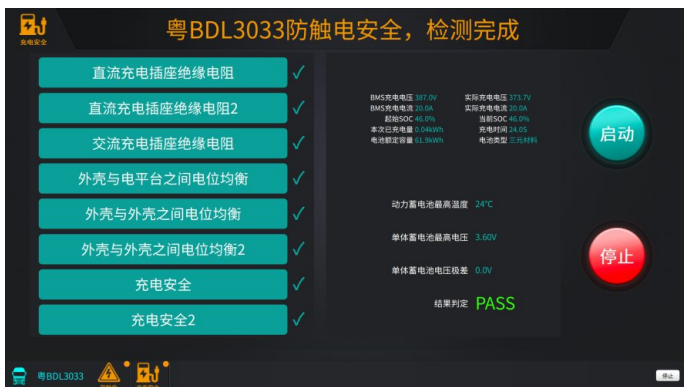 充电安全
粤BDL3033防触电安全，检测完成
直流充电插座绝缘电阻
直流充电插座绝缘电阻2
交流充电插座绝缘电阻
外壳与电平台之间电位均衡
外壳与外壳之间电位均衡
外壳与外壳之间电位均衡2
充电安全
充电安全2
BMS充电电压 387.0V 实际充电电压 373.7V
BMS充电电流 20.0A 实际充电电流 20.0A
起始SOC 46.0% 当前SOC 46.0%
本次已充电量 0.04kWh 充电时间 24.0S
电池额定容量 61.9kWh 电池类型 三元材料
动力蓄电池最高温度 24℃
单体蓄电池最高电压 3.60V
单体蓄电池电压极差 0.0V
结果判定 PASS
启动
停止
粤BDL3033
停止